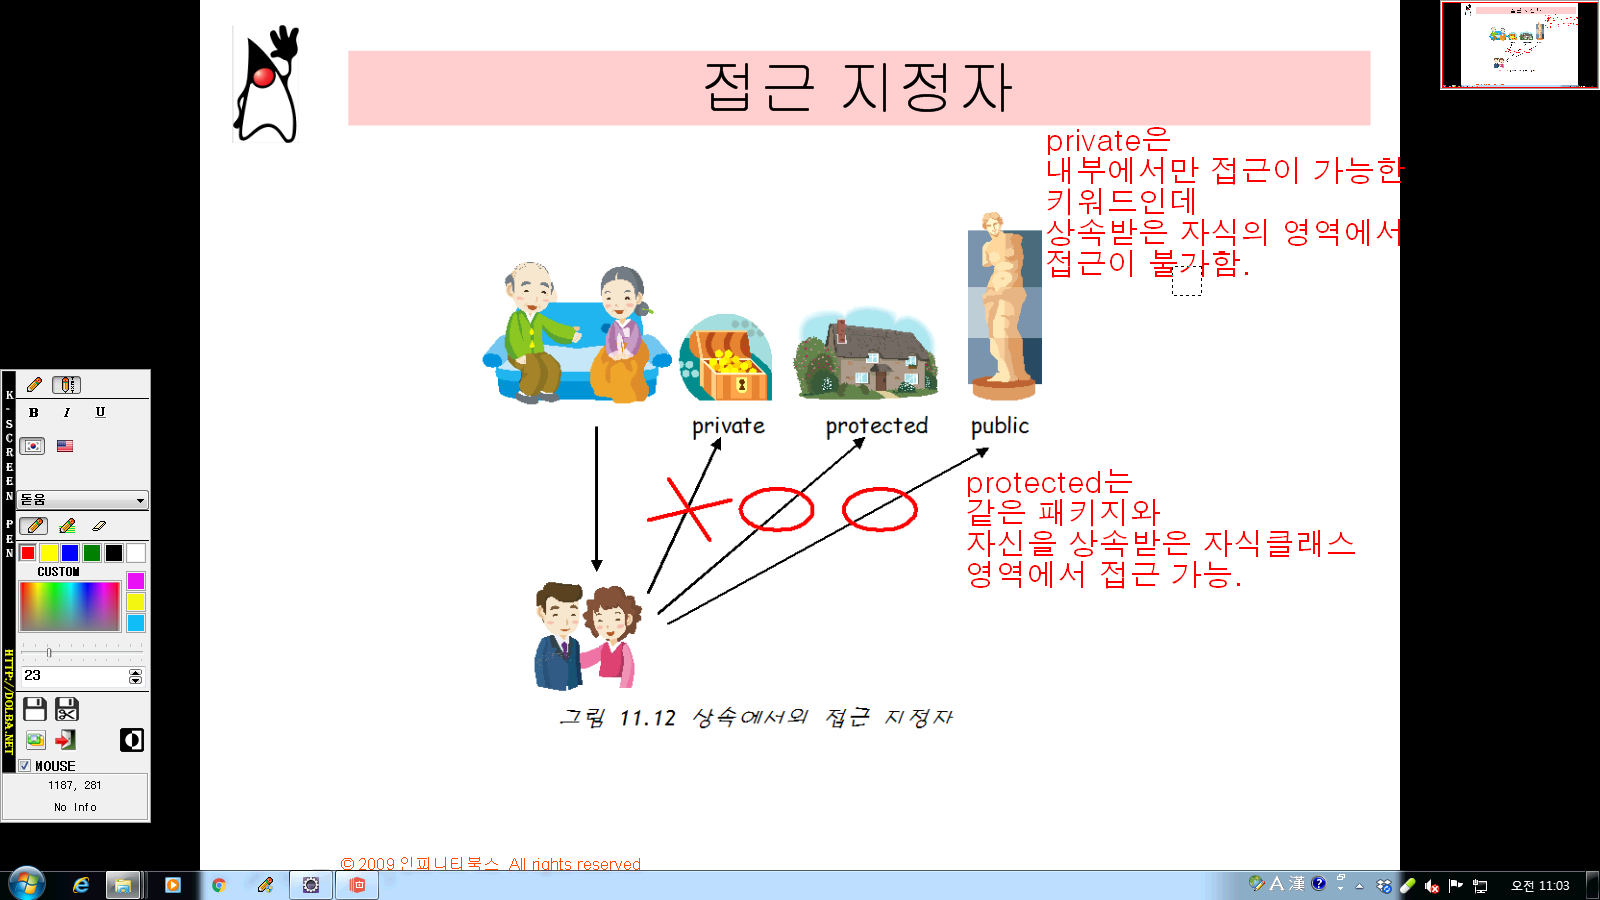 접근 지정자
private은
내부에서만 접근이 가능한
키워드인데
상속받은 자식의 영역에서
접근이 불가함.
private
protected
public
protected는
같은 패키지와
자신을 상속받은 자식클래스
영역에서 접근 가능.
그림 11.12 상속에서의 접근 지정자
© 2009 인피니티북스 All rights reserved
K-SCREEN PEN
HTTP://DOLBA.NET
B I U
돋움
CUSTOM
23
MOUSE
1187, 281
No Info
A 漢
오전 11:03